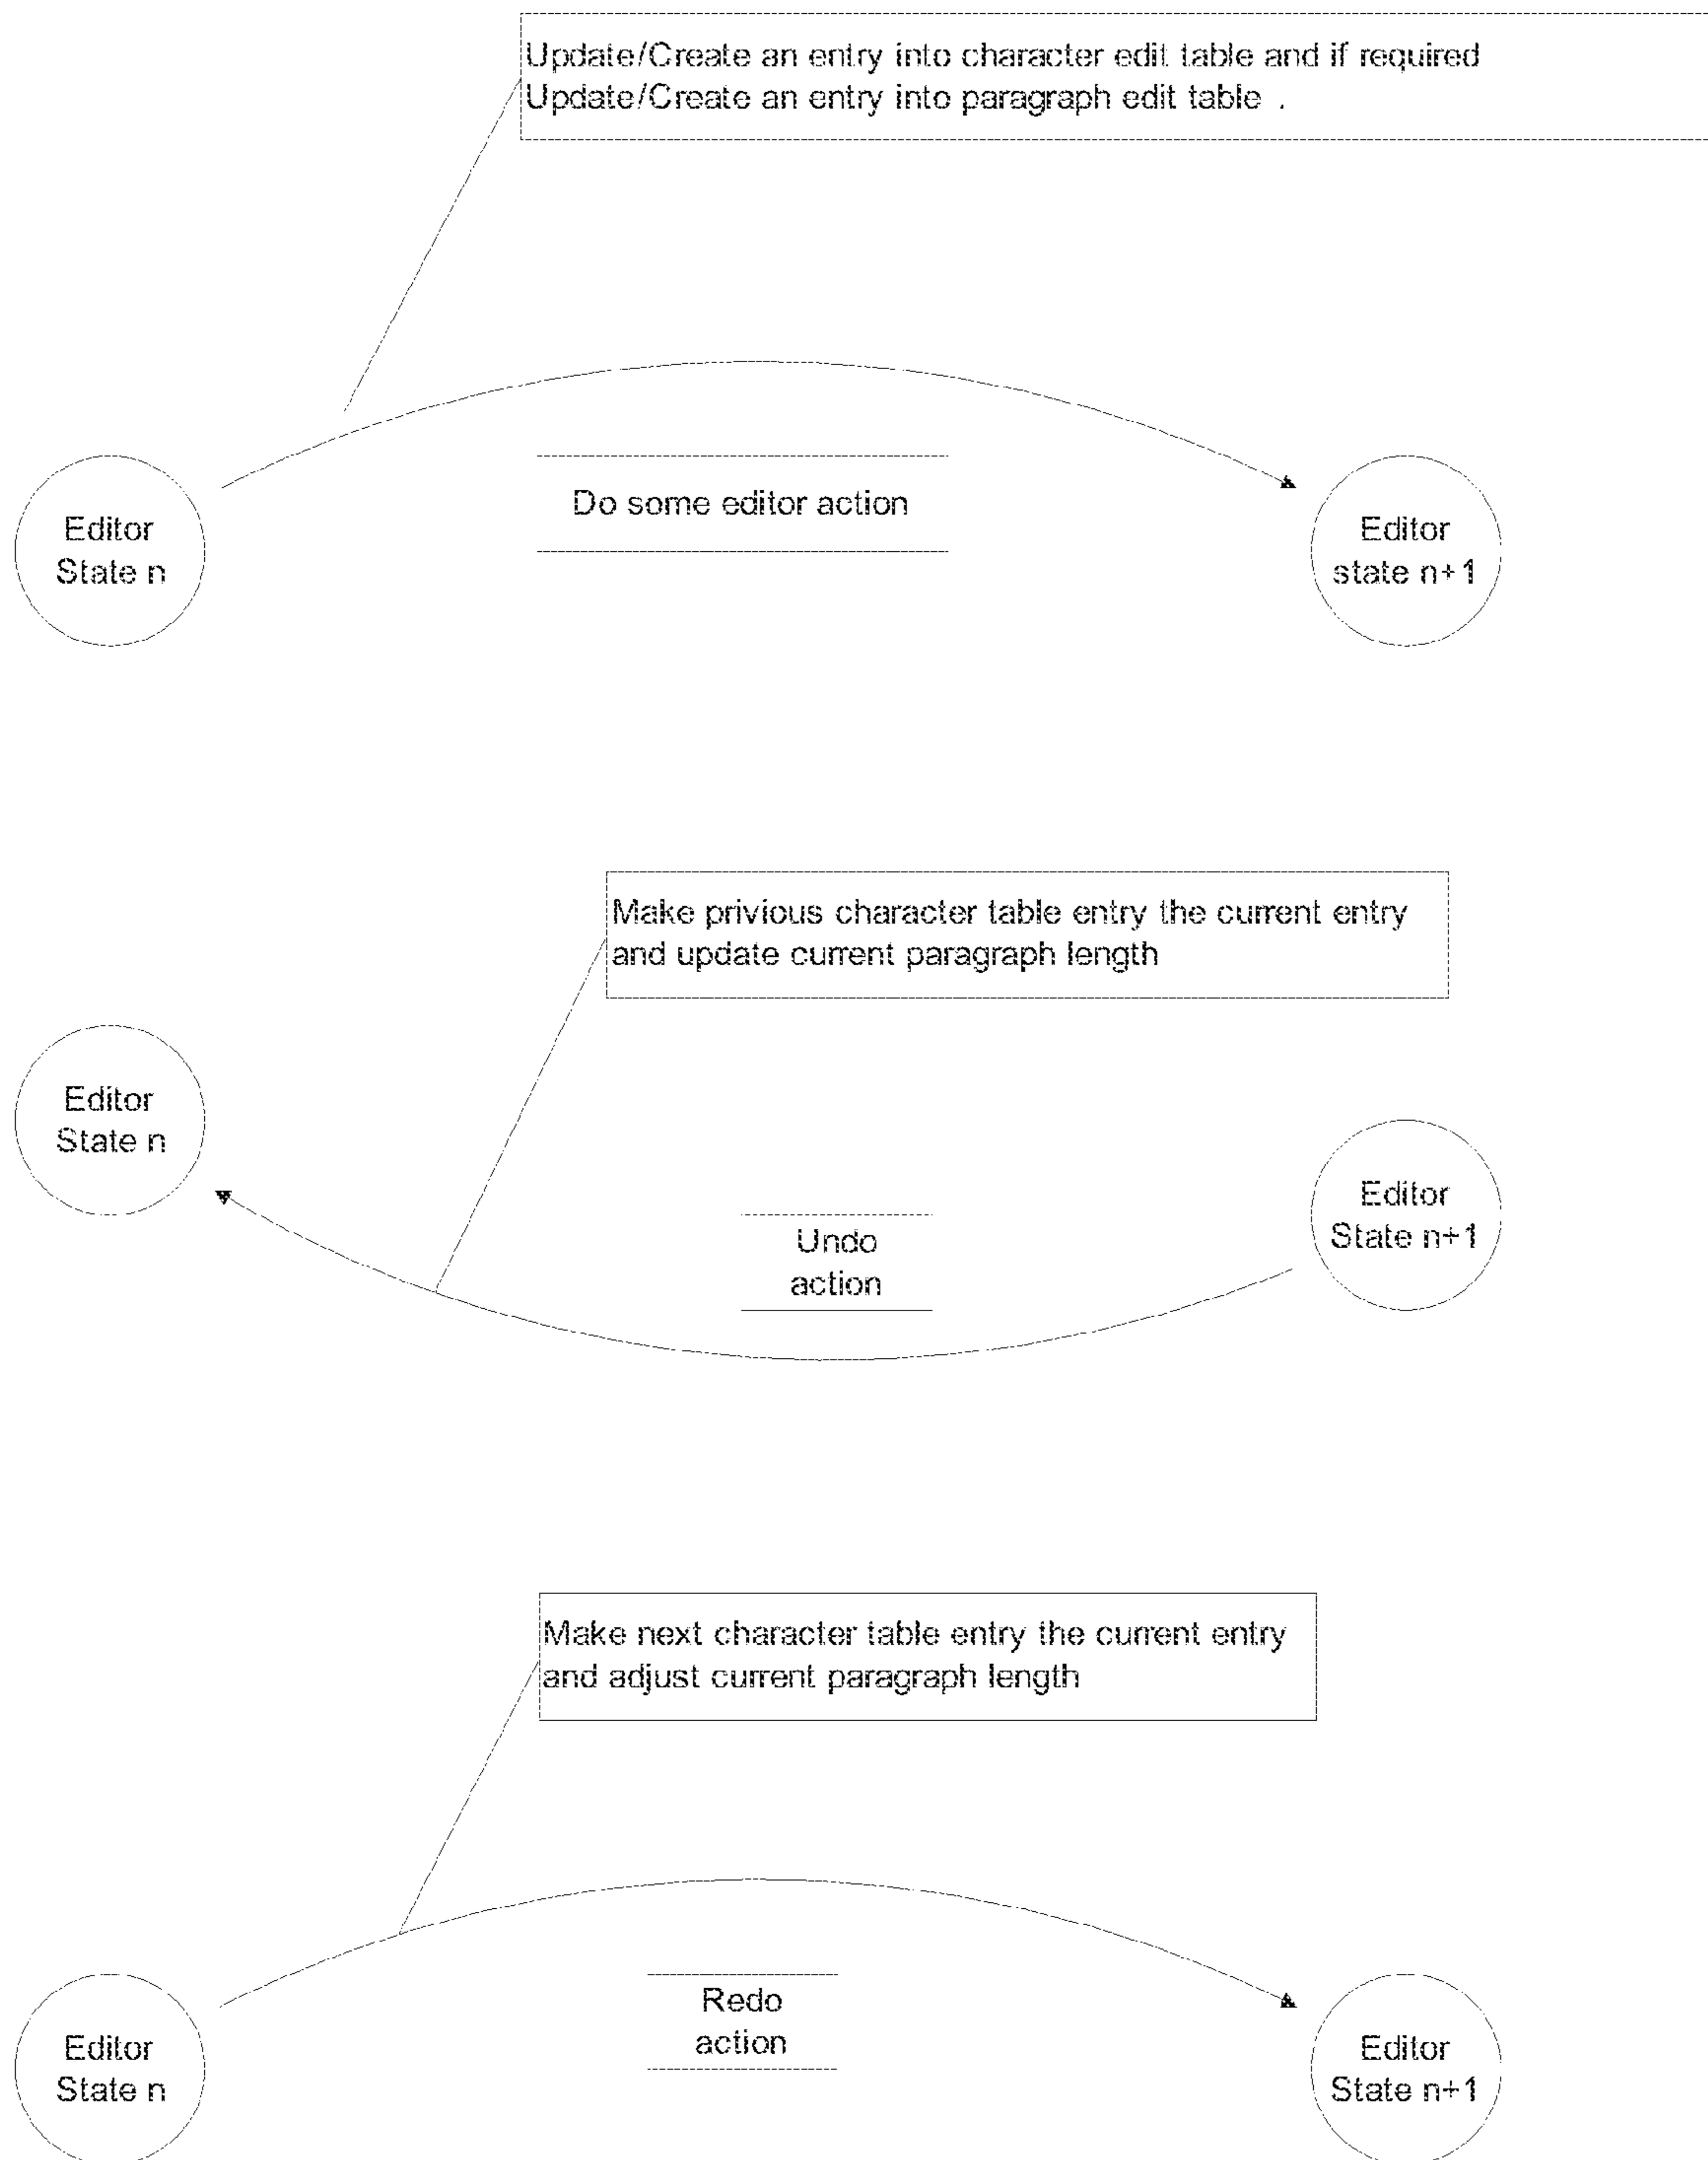 Update/Create an entry into character edit table and if required
Update/Create an entry into paragraph edit table .
Do some editor action
Editor
State n
Editor
state n+1
Make privious character table entry the current entry
and update current paragraph length
Editor
State n
Editor
State n+1
Undo
action
Make next character table entry the current entry
and adjust current paragraph length
Redo
action
Editor
State n
Editor
State n+1